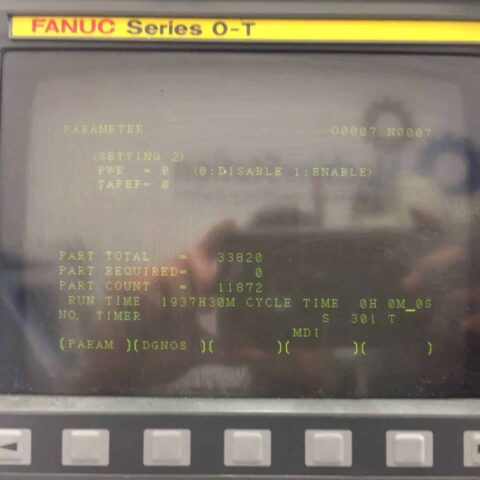 FANUC Series O-T
PARAMETER O0007 N0007
(SETTING 2)
PWE = 0 (0:DISABLE 1:ENABLE)
TAPEF= 0
PART TOTAL = 33820
PART REQUIRED= 0
PART COUNT = 11872
RUN TIME 1937H30M CYCLE TIME 0H 0M 0S
NO. TIMER S 301 T
MDI
(PARAM )(DGNOS )( )( )( )